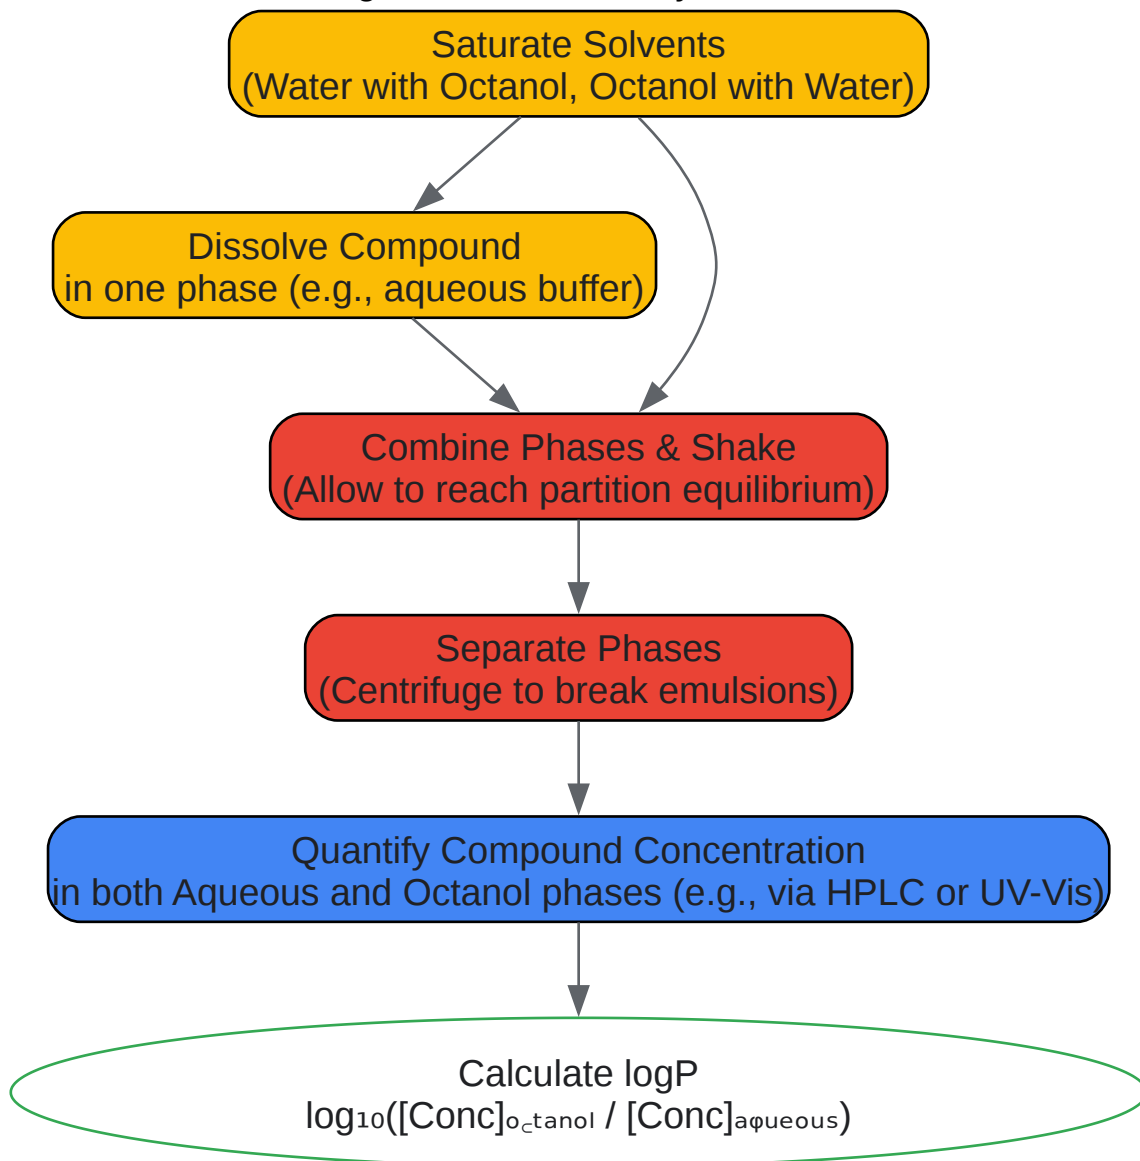 Saturate Solvents
(Water with Octanol, Octanol with Water)
Dissolve Compound
in one phase (e.g., aqueous buffer)
Combine Phases & Shake
(Allow to reach partition equilibrium)
Separate Phases
(Centrifuge to break emulsions)
Quantify Compound Concentration
in both Aqueous and Octanol phases (e.g., via HPLC or UV-Vis)
Calculate logP
log₁₀([Conc]ₒ꜀ₜₐₙₒₗ / [Conc]ₐᵩᵤₑₒᵤₛ)